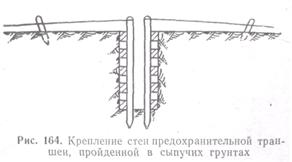 Рис. 164. Крепление стен предохранительной тран-
шеи, пройденной в сыпучих грунтах